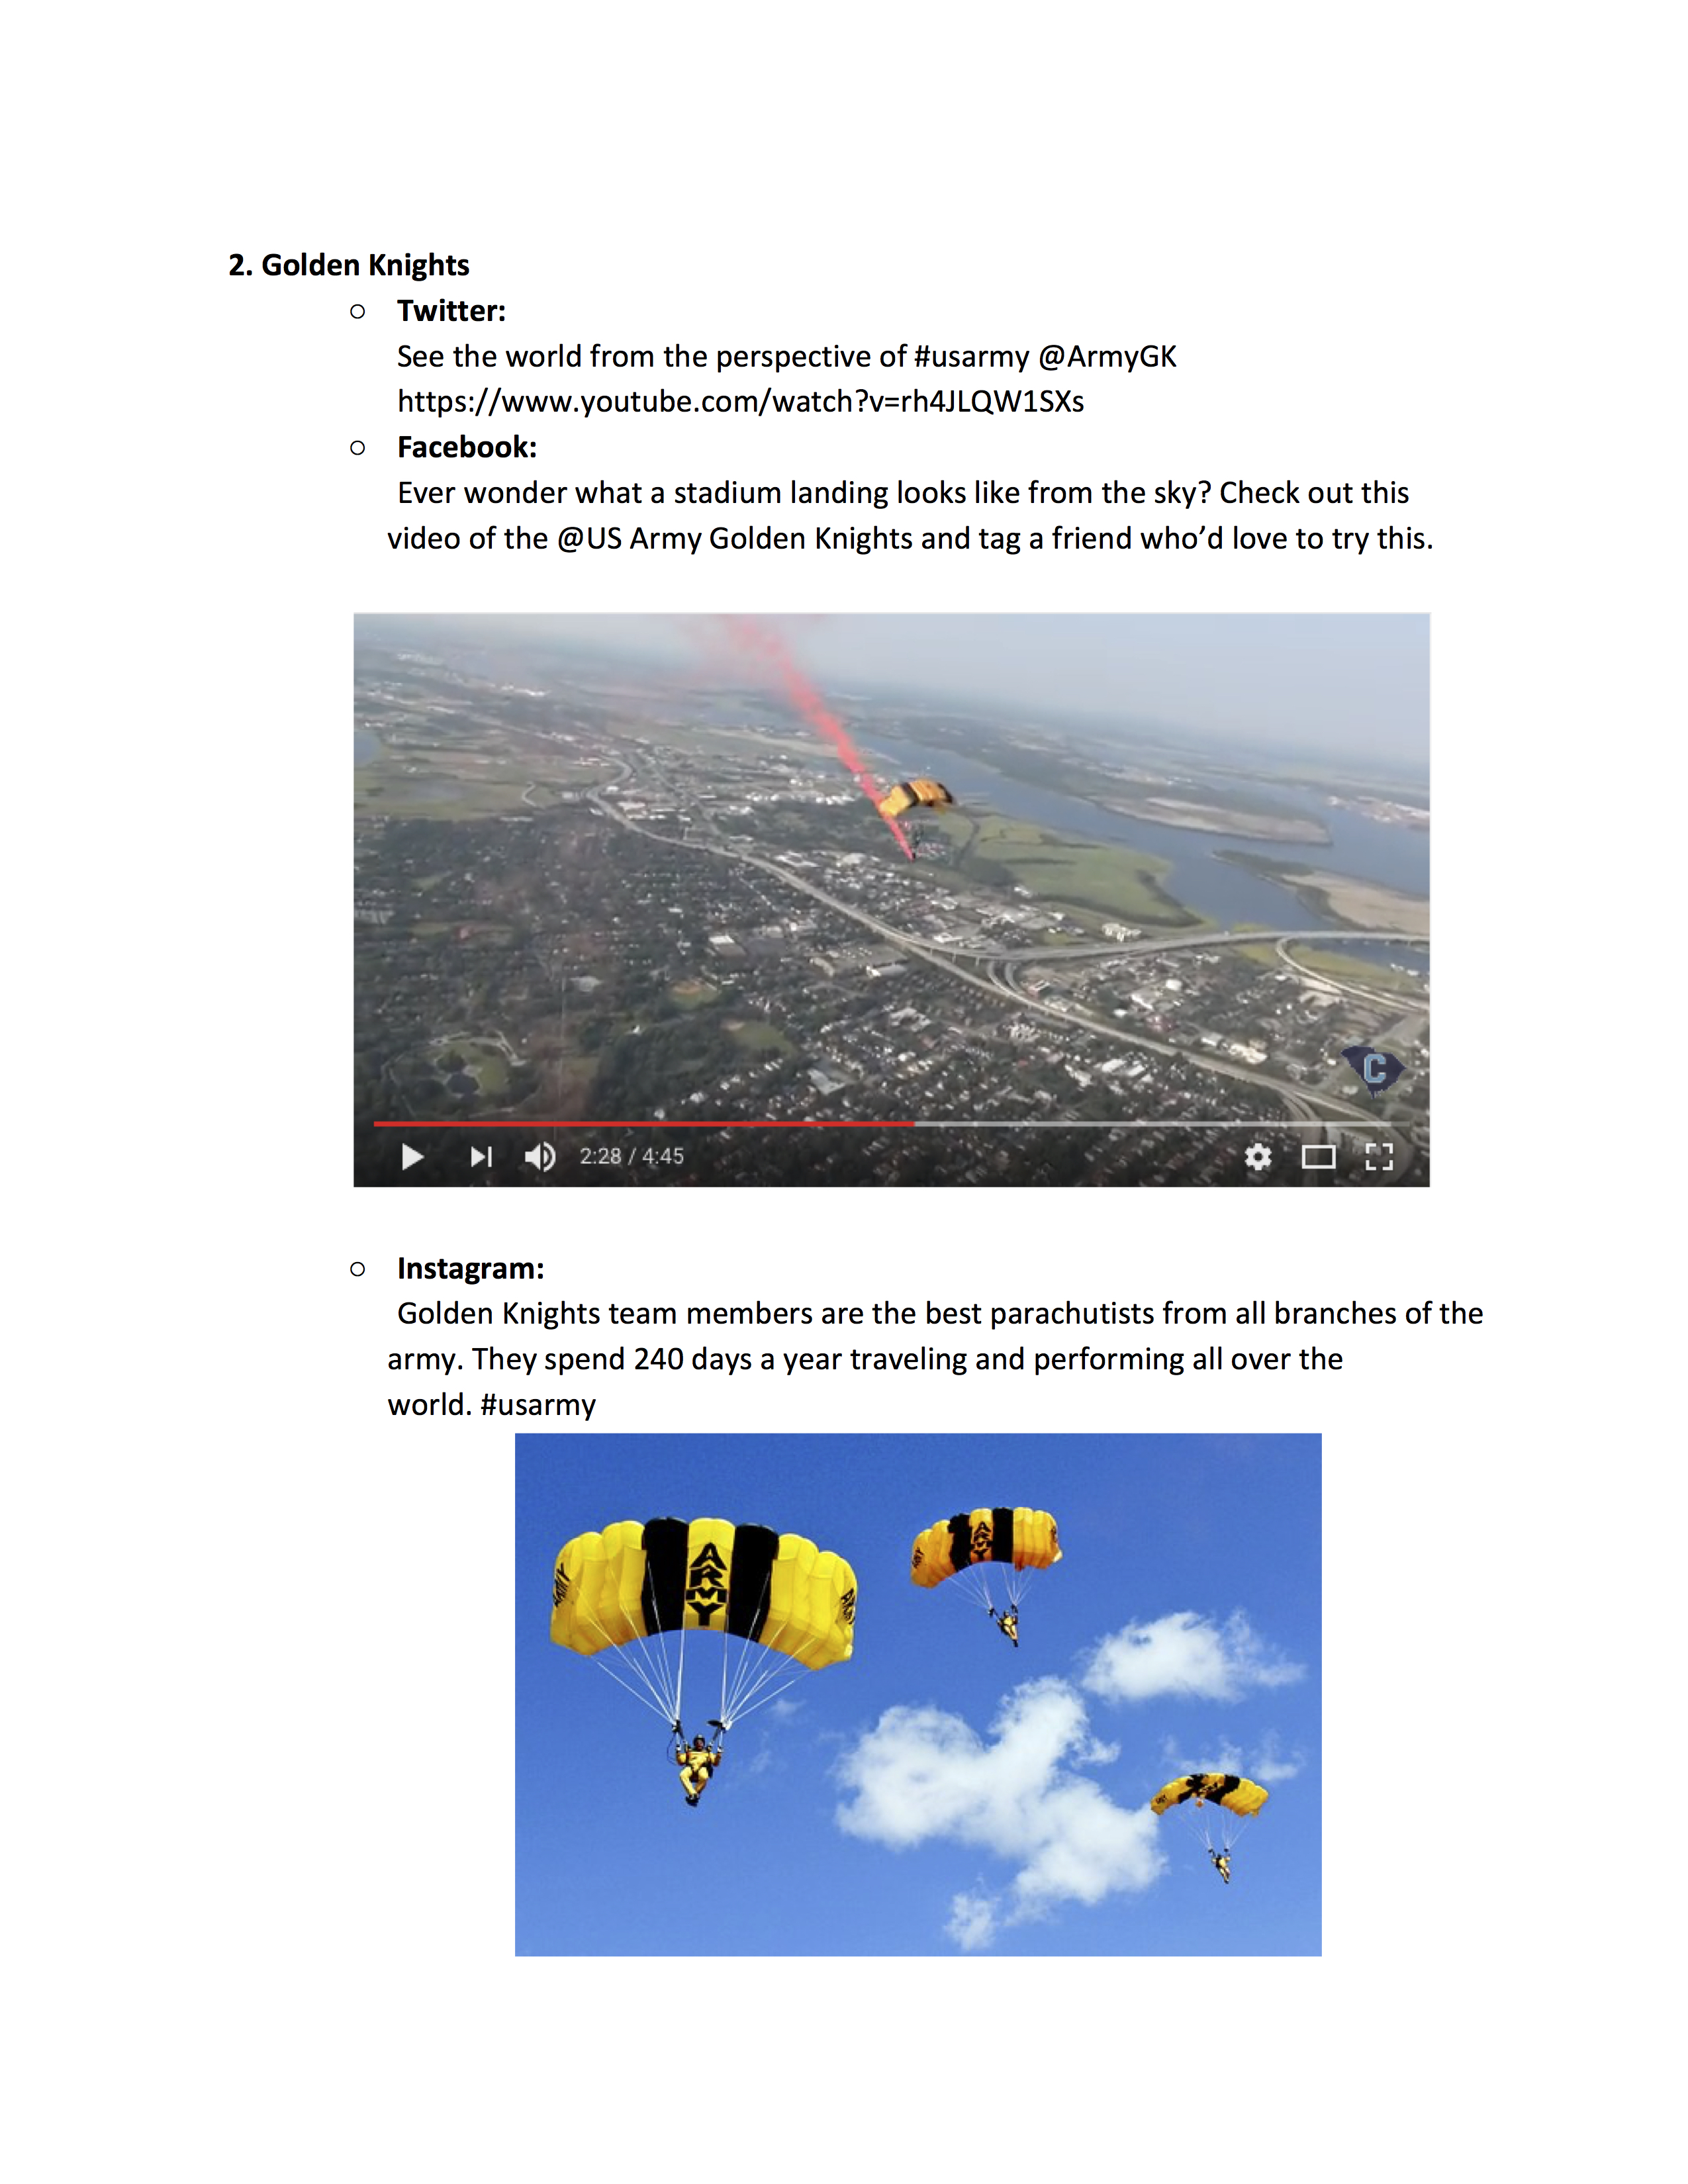 2. Golden Knights
○ Twitter:
See the world from the perspective of #usarmy @ArmyGK
https://www.youtube.com/watch?v=rh4JLQW1SXs
○ Facebook:
Ever wonder what a stadium landing looks like from the sky? Check out this
video of the @US Army Golden Knights and tag a friend who’d love to try this.
C
2:28 / 4:45
○ Instagram:
Golden Knights team members are the best parachutists from all branches of the
army. They spend 240 days a year traveling and performing all over the
world. #usarmy
ARMY
ARMY